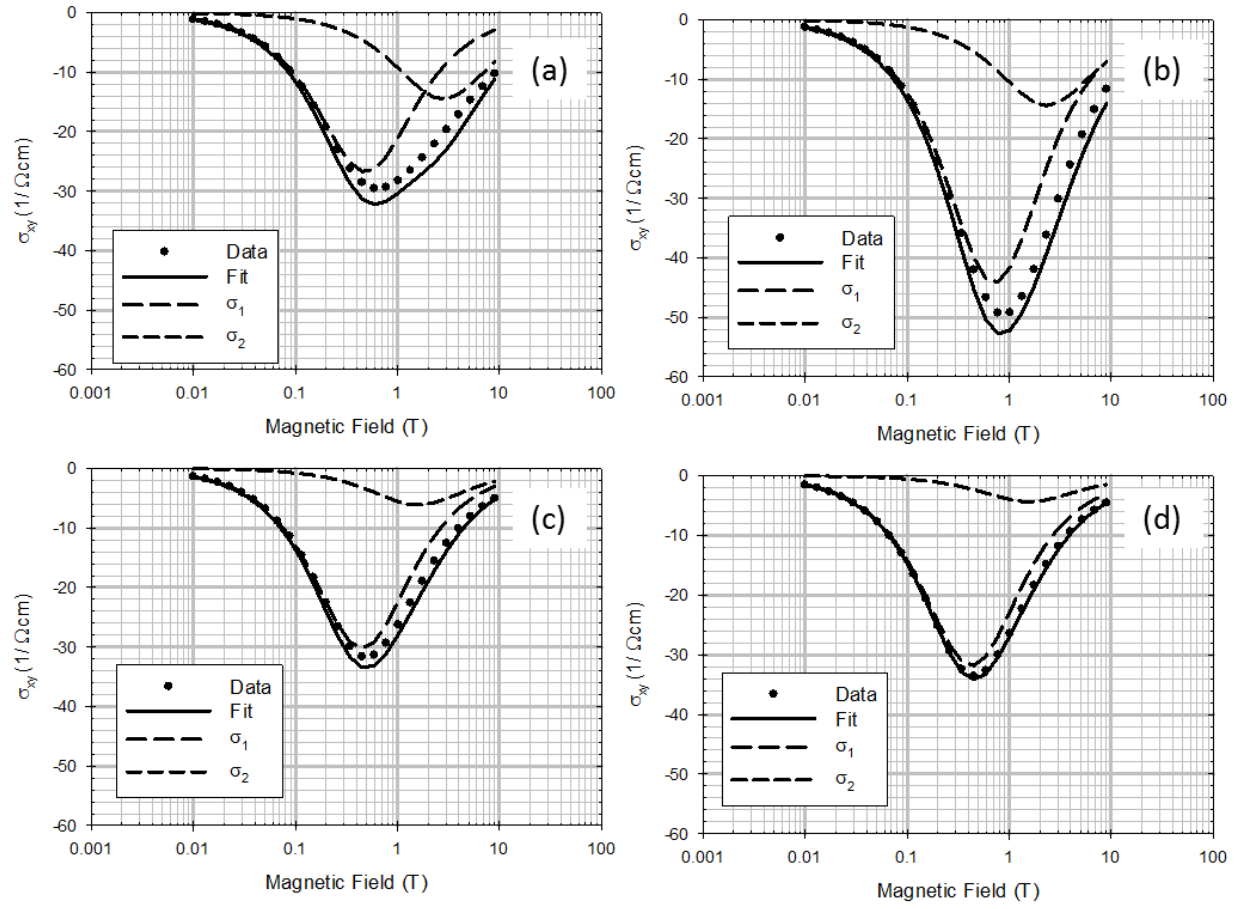 (a)
0
-10
-20
-30
-40
-50
-60
σxy (1/ Ωcm)
Data
Fit
σ1
σ2
0.001 0.01 0.1 1 10 100
Magnetic Field (T)
(b)
0
-10
-20
-30
-40
-50
-60
σxy (1/ Ωcm)
Data
Fit
σ1
σ2
0.001 0.01 0.1 1 10 100
Magnetic Field (T)
(c)
0
-10
-20
-30
-40
-50
-60
σxy (1/ Ωcm)
Data
Fit
σ1
σ2
0.001 0.01 0.1 1 10 100
Magnetic Field (T)
(d)
0
-10
-20
-30
-40
-50
-60
σxy (1/ Ωcm)
Data
Fit
σ1
σ2
0.001 0.01 0.1 1 10 100
Magnetic Field (T)